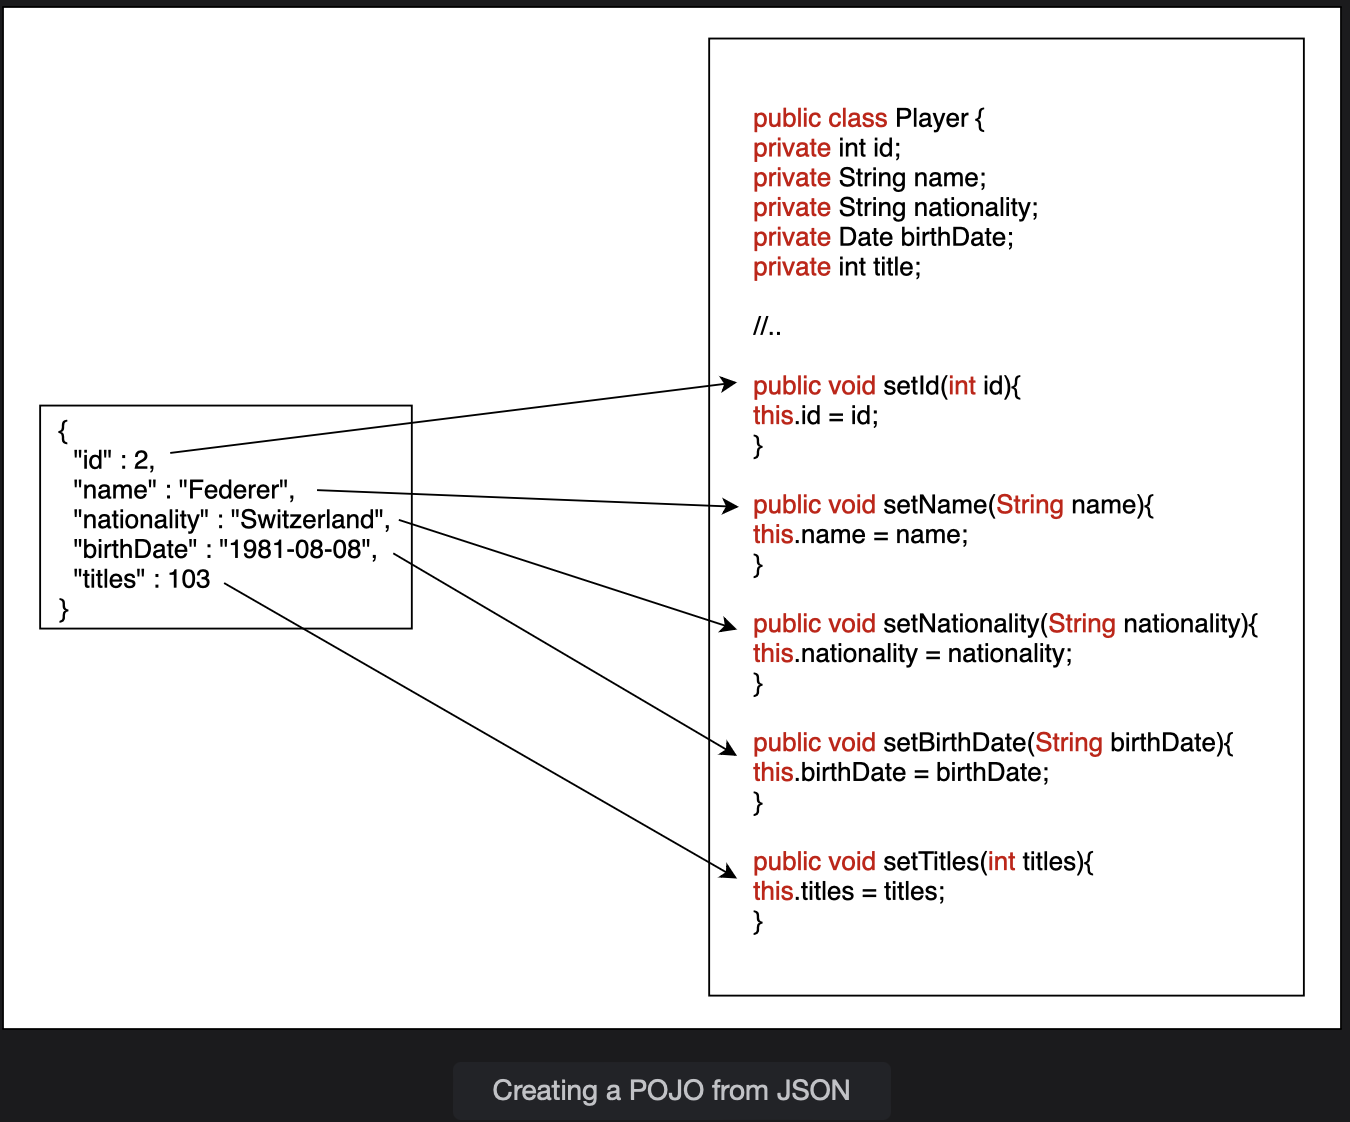 {
"id" : 2,
"name" : "Federer",
"nationality" : "Switzerland",
"birthDate" : "1981-08-08",
"titles" : 103
}
public class Player {
private int id;
private String name;
private String nationality;
private Date birthDate;
private int title;
//..
public void setId(int id){
this.id = id;
}
public void setName(String name){
this.name = name;
}
public void setNationality(String nationality){
this.nationality = nationality;
}
public void setBirthDate(String birthDate){
this.birthDate = birthDate;
}
public void setTitles(int titles){
this.titles = titles;
}
Creating a POJO from JSON